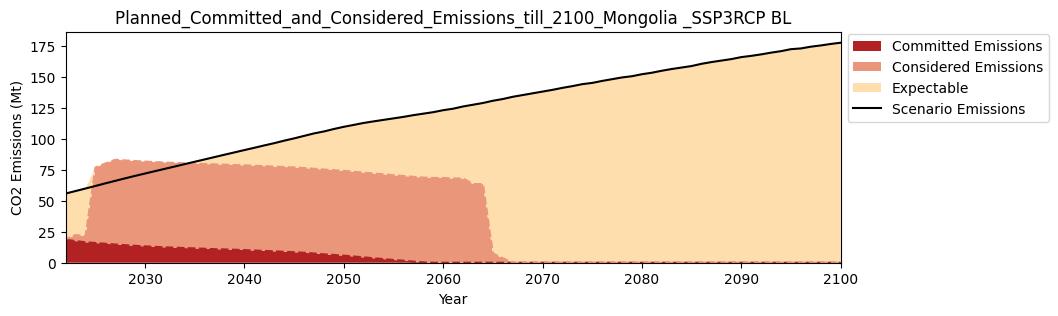 Planned_Committed_and_Considered_Emissions_till_2100_Mongolia _SSP3RCP BL
175
150
125
100
75
50
25
0
CO2 Emissions (Mt)
2030 2040 2050 2060 2070 2080 2090 2100
Year
Committed Emissions
Considered Emissions
Expectable
Scenario Emissions